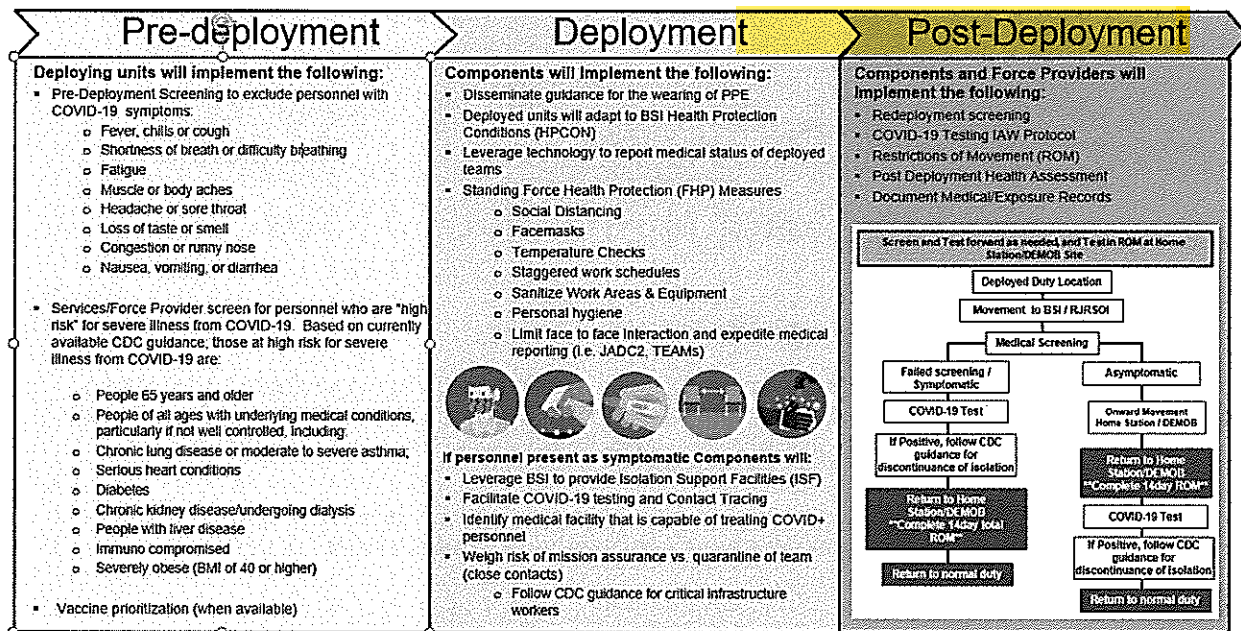 Pre-deployment
Deploying units will implement the following:
Pre-Deployment Screening to exclude personnel with
COVID-19 symptoms:
Fever, chills or cough
Shortness of breath or difficulty breathing
Fatigue
Muscle or body aches
Headache or sore throat
Loss of taste or smell
Congestion or runny nose
Nausea, vomiting, or diarrhea
Services/Force Provider screen for personnel who are "high
risk" for severe illness from COVID-19. Based on currently
available CDC guidance; those at high risk for severe
illness from COVID-19 are:
People 65 years and older
People of all ages with underlying medical conditions,
particularly if not well controlled, including:
Chronic lung disease or moderate to severe asthma;
Serious heart conditions
Diabetes
Chronic kidney disease/undergoing dialysis
People with liver disease
Immuno compromised
Severely obese (BMI of 40 or higher)
Vaccine prioritization (when available)
Deployment
Components will Implement the following:
Disseminate guidance for the wearing of PPE
Deployed units will adapt to BSI Health Protection
Conditions (HPCON)
Leverage technology to report medical status of deployed
teams
Standing Force Health Protection (FHP) Measures
Social Distancing
Facemasks
Temperature Checks
Staggered work schedules
Sanitize Work Areas & Equipment
Personal hygiene
Limit face to face Interaction and expedite medical
reporting (i.e. JADC2, TEAMs)
If personnel present as symptomatic Components will:
Leverage BSI to provide Isolation Support Facilities (ISF)
Facilitate COVID-19 testing and Contact Tracing
Identify medical facility that is capable of treating COVID+
personnel
Weigh risk of mission assurance vs. quarantine of team
(close contacts)
Follow CDC guidance for critical infrastructure
workers
Post-Deployment
Components and Force Providers will
Implement the following:
Redeployment screening
COVID-19 Testing IAW Protocol
Restrictions of Movement (ROM)
Post Deployment Health Assessment
Document Medical/Exposure Records
Screen and Test forward as needed, and Test in ROM at Home
Station/DEMOB Site
Deployed Duty Location
Movement to BSI / RJRSOI
Medical Screening
Failed screening /
Symptomatic
COVID-19 Test
If Positive, follow CDC
guidance for
discontinuance of isolation
Return to Home
Station/DEMOB
**Complete 14day total
ROM**
Return to normal duty
Asymptomatic
Onward Movement
Home Station / DEMOB
Return to Home
Station/DEMOB
**Complete 14day ROM**
COVID-19 Test
If Positive, follow CDC
guidance for
discontinuance of isolation
Return to normal duty